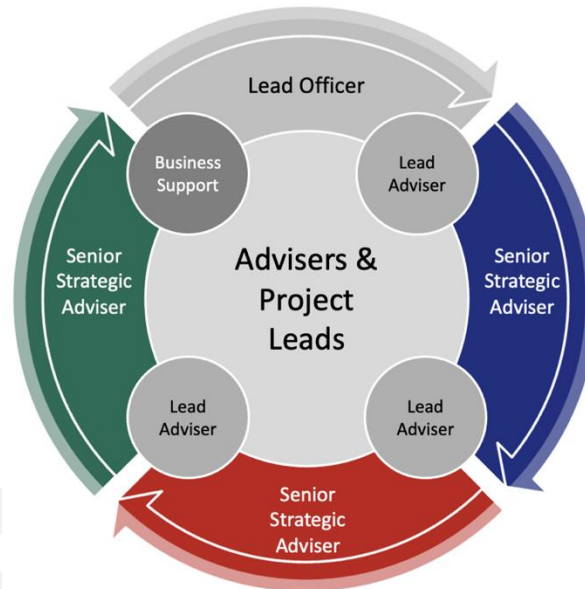 Lead Officer
Business
Support
Lead
Adviser
Senior
Strategic
Adviser
Advisers &
Project
Leads
Senior
Strategic
Adviser
Lead
Adviser
Lead
Adviser
Senior
Strategic
Adviser